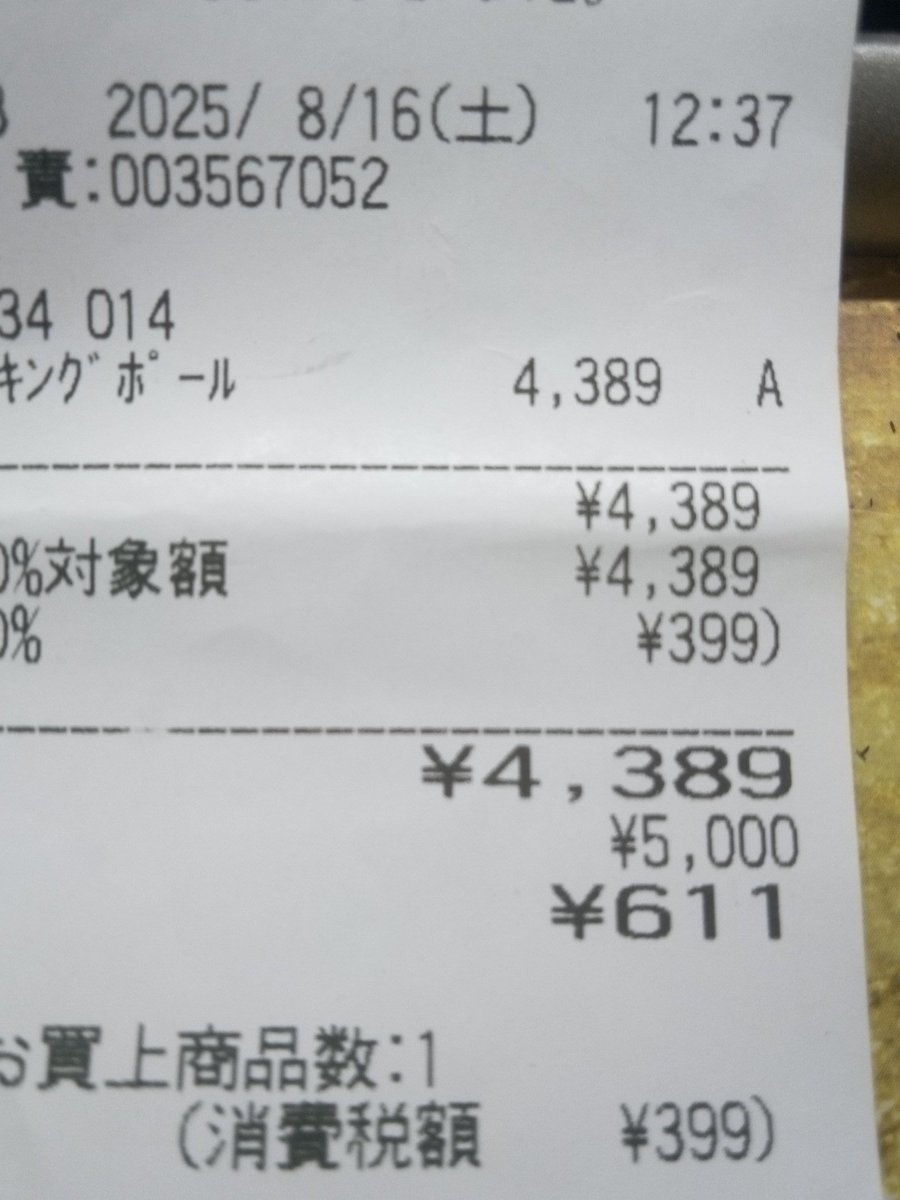 2025/ 8/16(土) 12:37
責:003567052
34 014
キングポール 4,389 A
¥4,389
0%対象額 ¥4,389
0% ¥399)
¥4,389
¥5,000
¥611
お買上商品数:1
(消費税額 ¥399)